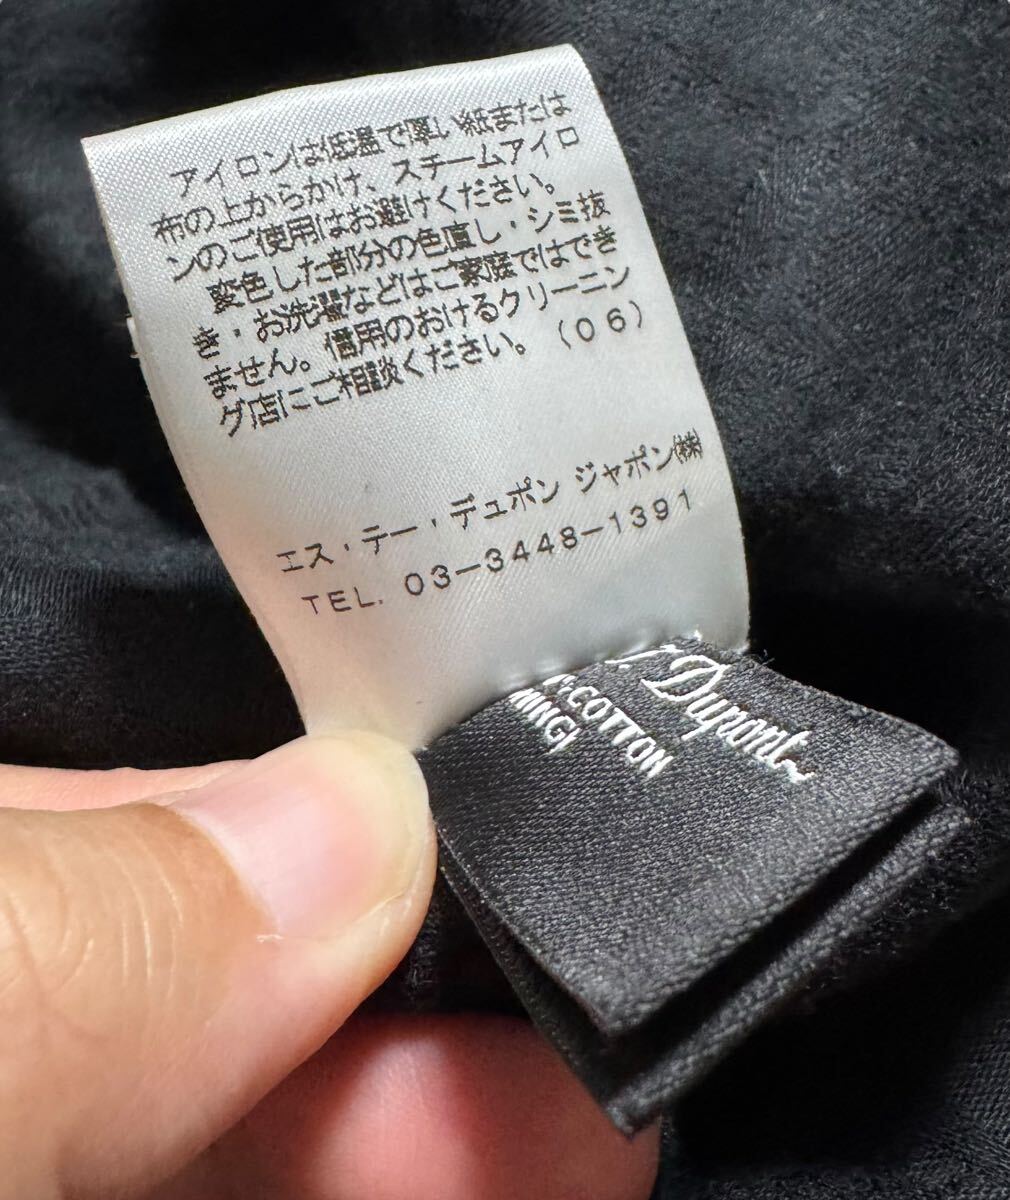 アイロンは低温で厚い紙または
布の上からかけ、スチームアイロ
ンのご使用はお避けください。
変色した部分の色直し・シミ抜
き・お洗濯などはご家庭ではでき
ません。信用のおけるクリーニン
グ店にご相談ください。（０６）
エス・テー・デュポン ジャポン㈱
TEL. 03-3448-1391
Dupont
COTTON